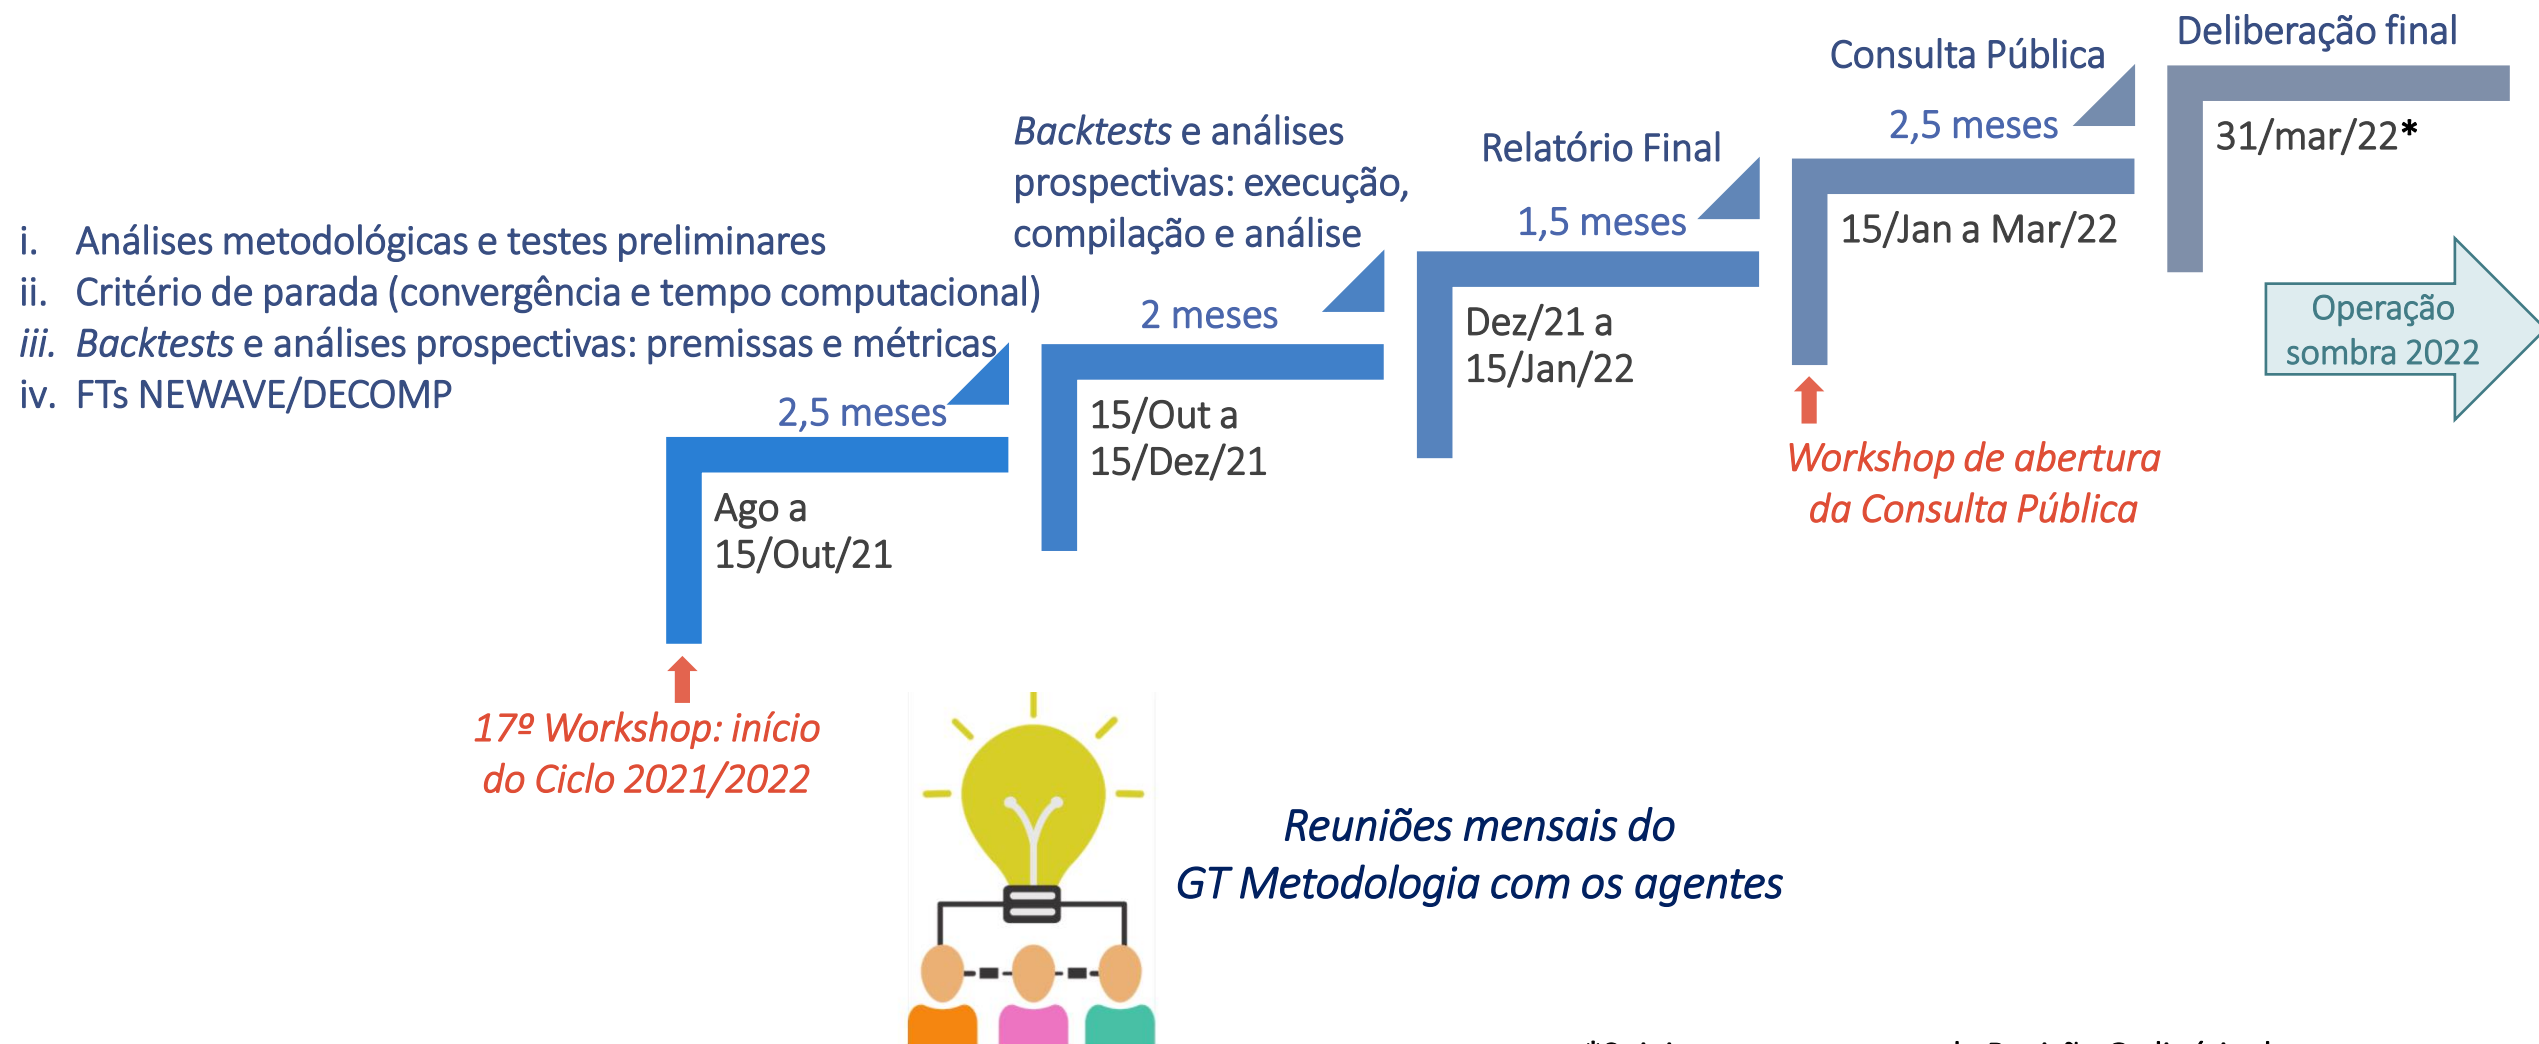 i. Análises metodológicas e testes preliminares
ii. Critério de parada (convergência e tempo computacional)
iii. Backtests e análises prospectivas: premissas e métricas
iv. FTs NEWAVE/DECOMP
2,5 meses
Ago a
15/Out/21
17º Workshop: início
do Ciclo 2021/2022
Backtests e análises
prospectivas: execução,
compilação e análise
2 meses
15/Out a
15/Dez/21
Relatório Final
1,5 meses
Dez/21 a
15/Jan/22
Consulta Pública
2,5 meses
15/Jan a Mar/22
Workshop de abertura
da Consulta Pública
Deliberação final
31/mar/22*
Operação
sombra 2022
Reuniões mensais do
GT Metodologia com os agentes